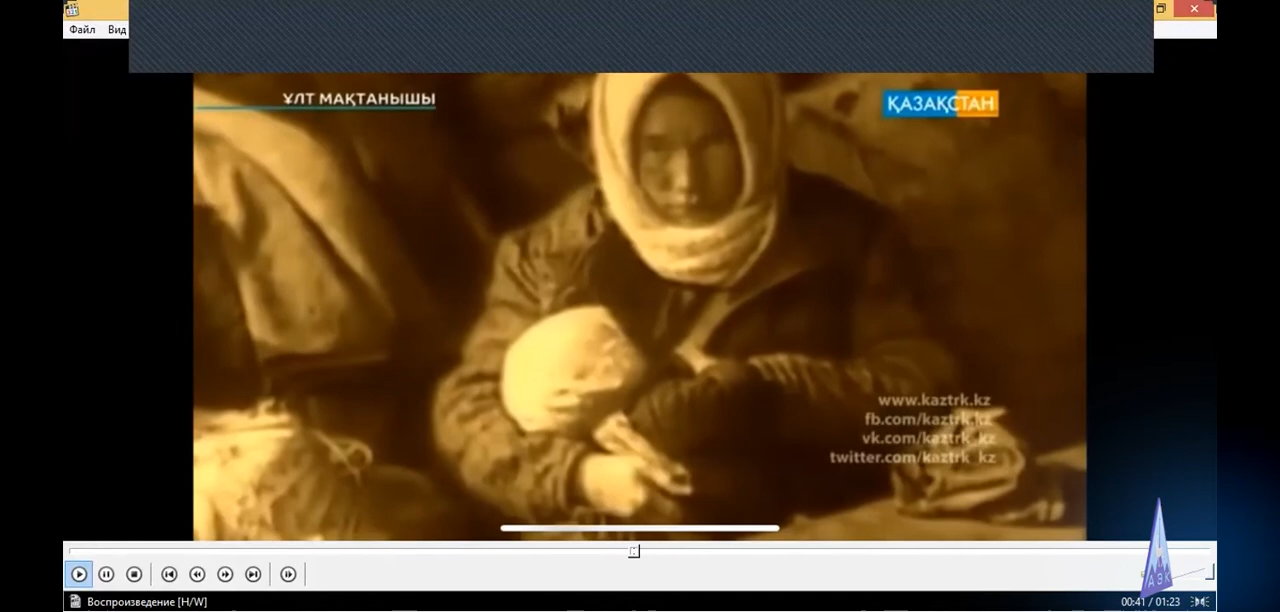 Файл Вид
ҰЛТ МАҚТАНЫШЫ
ҚАЗАҚСТАН
www.kaztrk.kz
fb.com/kaztrk.kz
vk.com/kaztrk_kz
twitter.com/kaztrk_kz
АЗК
Воспроизведение [H/W]
00:41 / 01:23